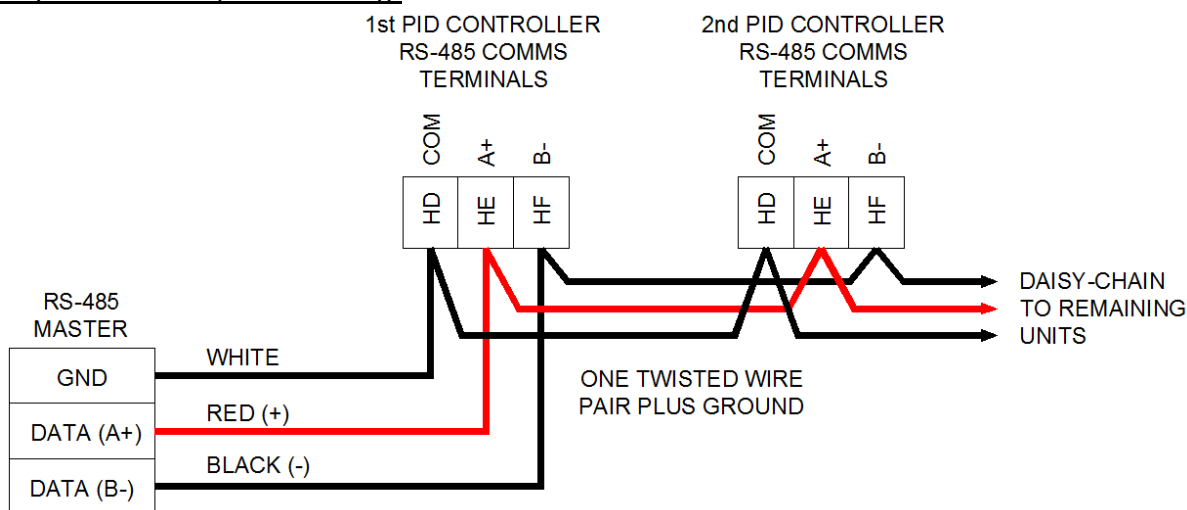 1st PID CONTROLLER
RS-485 COMMS
TERMINALS
2nd PID CONTROLLER
RS-485 COMMS
TERMINALS
COM
A+
B-
COM
A+
B-
HD
HE
HF
HD
HE
HF
DAISY-CHAIN
TO REMAINING
UNITS
RS-485
MASTER
GND
DATA (A+)
DATA (B-)
WHITE
RED (+)
BLACK (-)
ONE TWISTED WIRE
PAIR PLUS GROUND